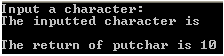 Input a character:
The inputted character is
The return of putchar is 10